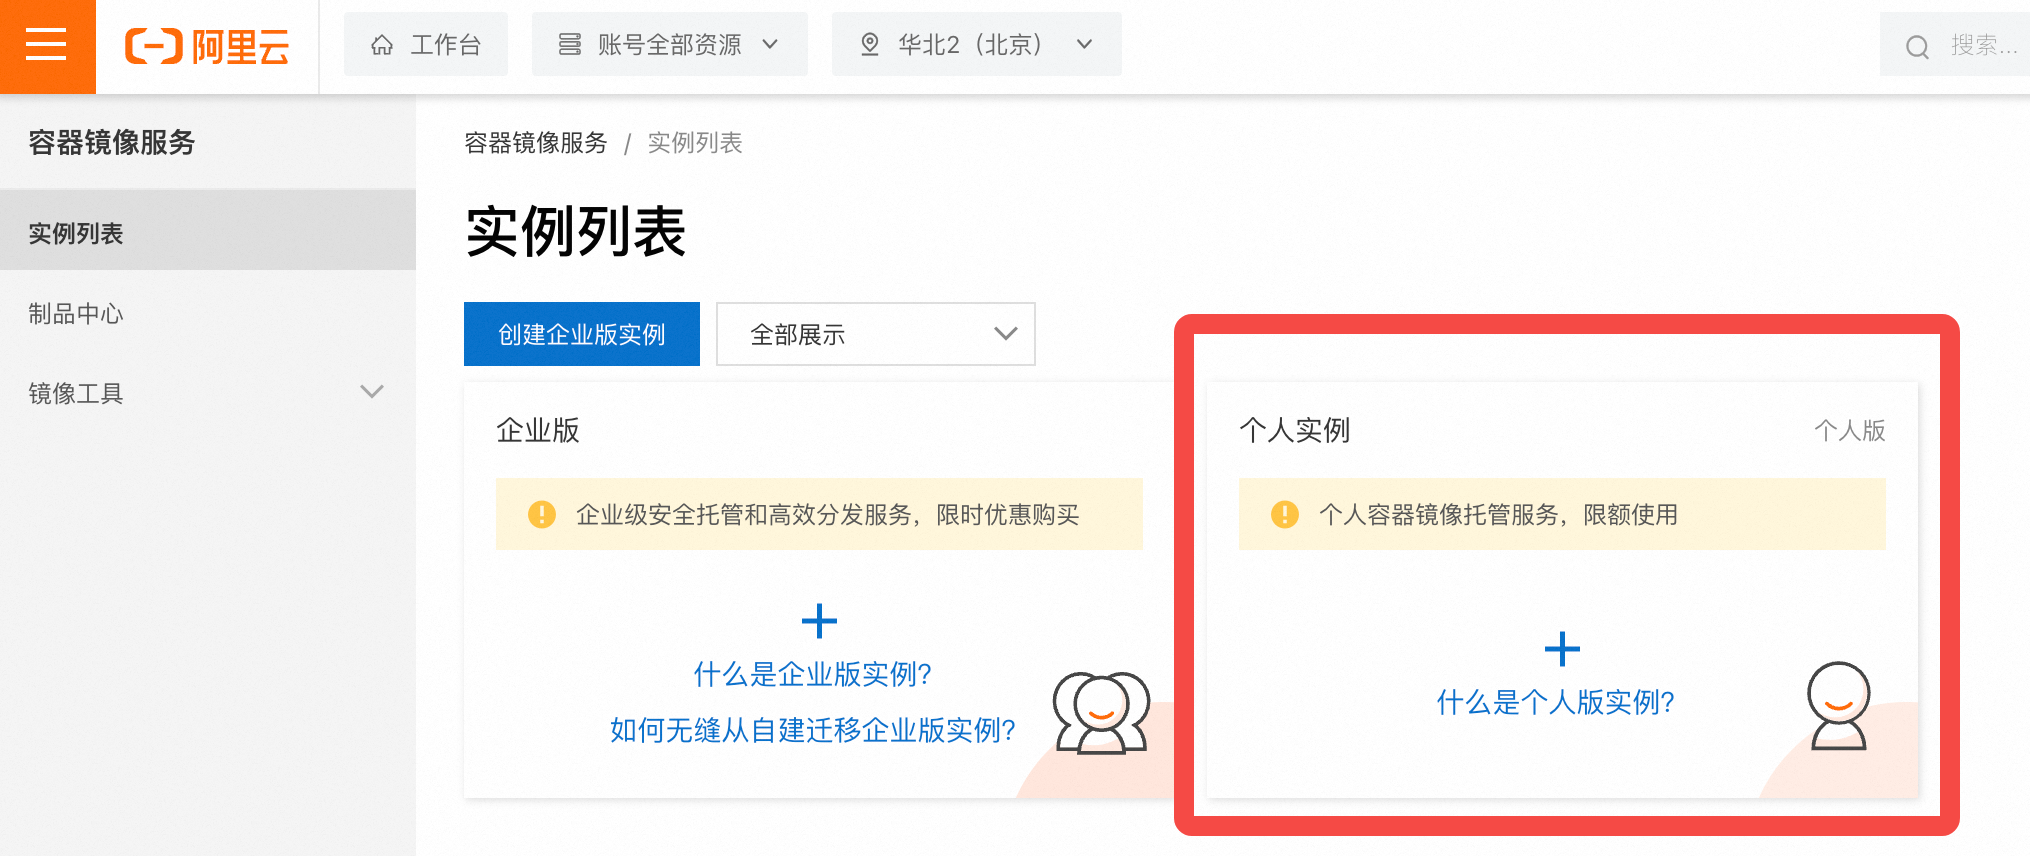 阿里云
工作台
账号全部资源
华北2（北京）
搜索...
容器镜像服务
实例列表
制品中心
镜像工具
容器镜像服务 / 实例列表
实例列表
创建企业版实例
全部展示
企业版
企业级安全托管和高效分发服务，限时优惠购买
什么是企业版实例?
如何无缝从自建迁移企业版实例?
个人实例
个人版
个人容器镜像托管服务，限额使用
什么是个人版实例?